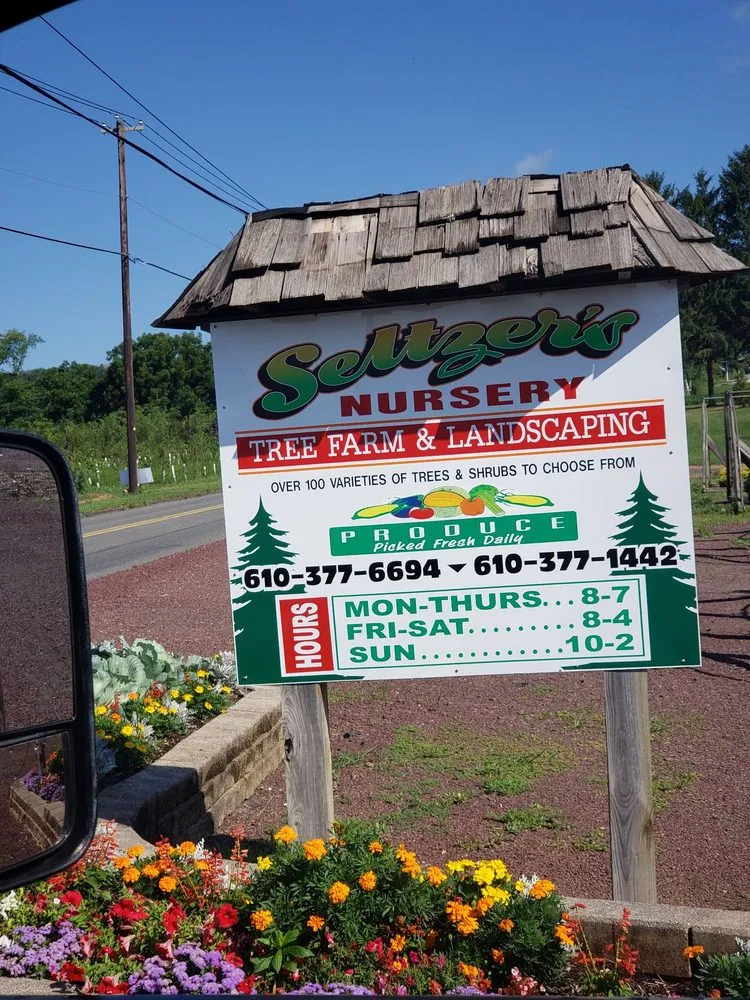 Seltzer's
NURSERY
TREE FARM & LANDSCAPING
OVER 100 VARIETIES OF TREES & SHRUBS TO CHOOSE FROM
PRODUCE
Picked Fresh Daily
610-377-6694 610-377-1442
HOURS
MON-THURS... 8-7
FRI-SAT......... 8-4
SUN............. 10-2